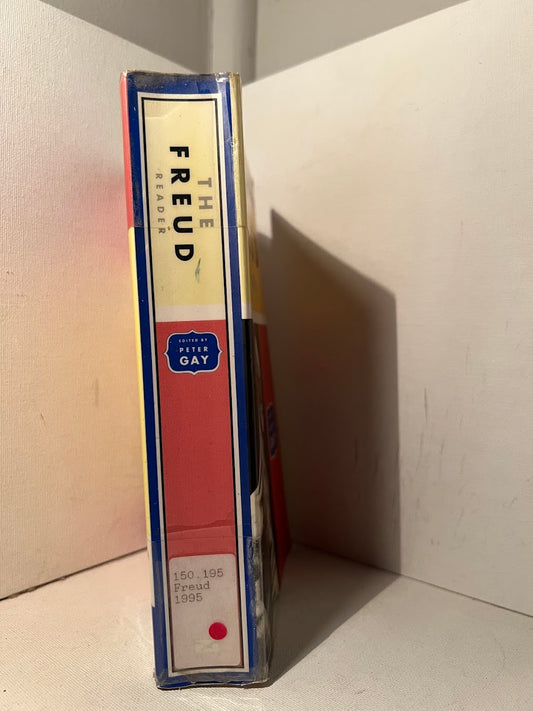 THE
FREUD
READER
EDITED BY
PETER
GAY
150.195
Freud
1995